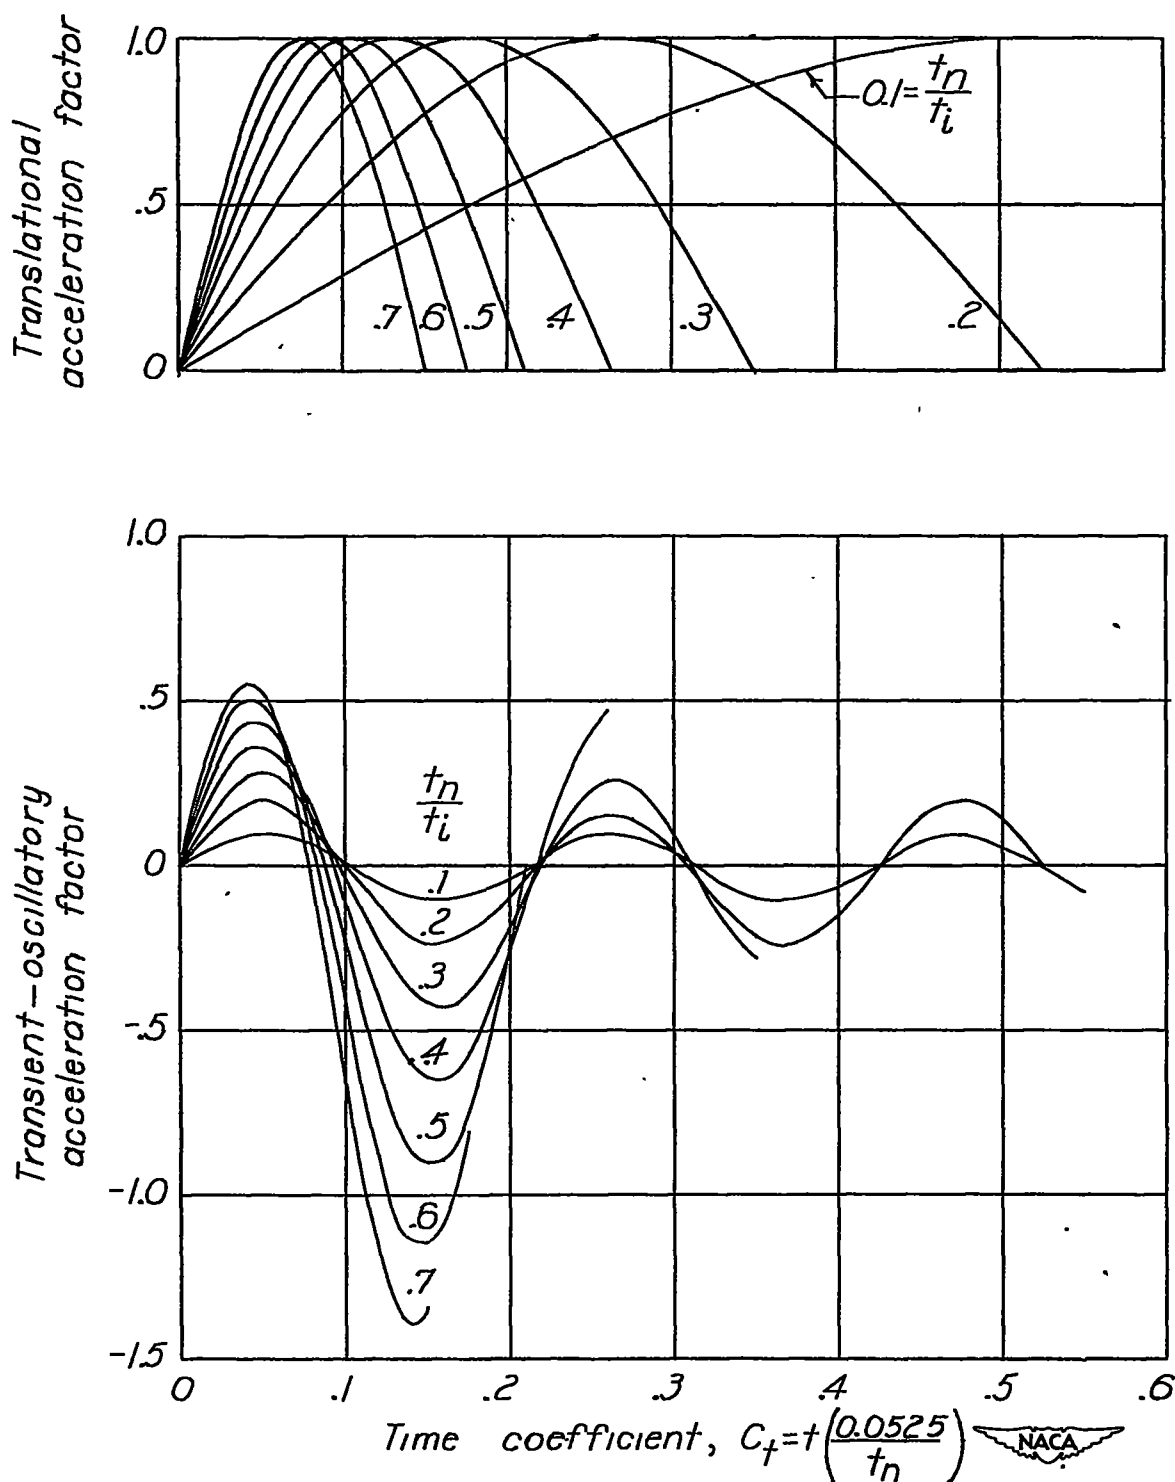 Translational
acceleration factor
1.0
.5
0
0.1=tn/ti
.7 .6 .5 .4 .3 .2
Transient-oscillatory
acceleration factor
1.0
.5
0
-.5
-1.0
-1.5
tn/ti
.1
.2
.3
.4
.5
.6
.7
0 .1 .2 .3 .4 .5 .6
Time coefficient, Ct=t(0.0525/tn)
NACA